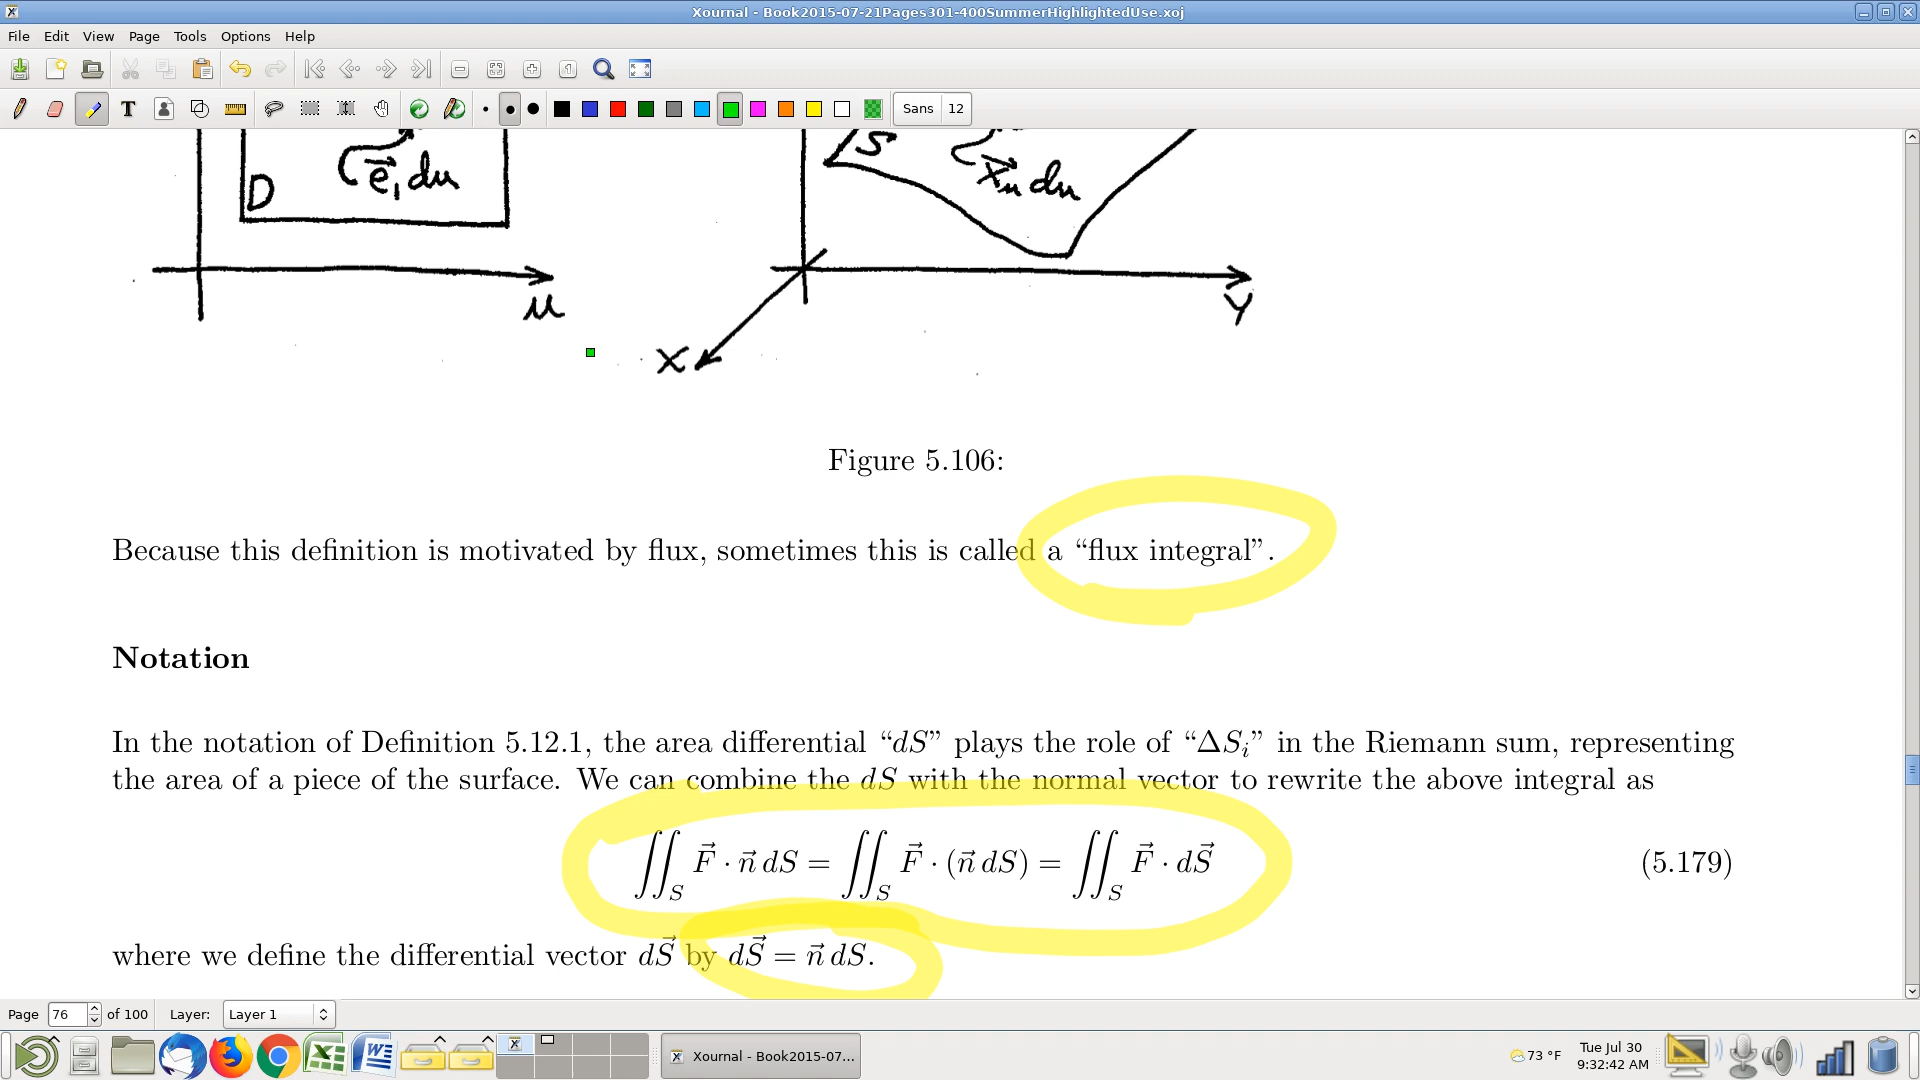 Xournal - Book2015-07-21Pages301-400SummerHighlightedUse.xoj
File Edit View Page Tools Options Help
T Sans 12
D e⃗₁du S x⃗ᵤ du
u
y
x
Figure 5.106:
Because this definition is motivated by flux, sometimes this is called a “flux integral”.
Notation
In the notation of Definition 5.12.1, the area differential “dS” plays the role of “ΔSᵢ” in the Riemann sum, representing
the area of a piece of the surface. We can combine the dS with the normal vector to rewrite the above integral as
∬_S F⃗ · n⃗ dS = ∬_S F⃗ · (n⃗ dS) = ∬_S F⃗ · dS⃗ (5.179)
where we define the differential vector dS⃗ by dS⃗ = n⃗ dS.
Page 76 of 100 Layer: Layer 1
Xournal - Book2015-07...
73 °F
Tue Jul 30
9:32:42 AM